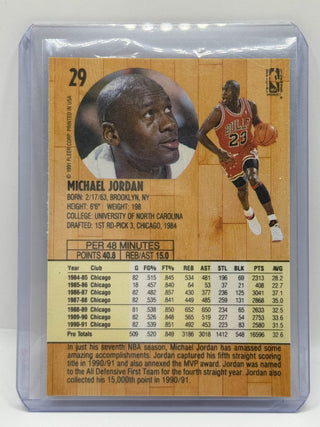 29
© 1991 FLEER CORP. PRINTED IN USA
NBA
BULLS
23
MICHAEL JORDAN
BORN: 2/17/63, BROOKLYN, NY
HEIGHT: 6'6" WEIGHT: 198
COLLEGE: UNIVERSITY OF NORTH CAROLINA
DRAFTED: 1ST RD-PICK 3, CHICAGO, 1984
PER 48 MINUTES
POINTS 40.8 REB/AST 15.0
Year Club G FG% FT% REB AST STL BLK PTS AVG
1984-85 Chicago 82 .515 .845 534 481 196 69 2313 28.2
1985-86 Chicago 18 .457 .840 64 53 37 21 408 22.7
1986-87 Chicago 82 .482 .857 430 377 236 125 3041 37.1
1987-88 Chicago 82 .535 .841 449 485 259 131 2868 35.0
1988-89 Chicago 81 .538 .850 652 650 234 65 2633 32.5
1989-90 Chicago 82 .526 .848 565 519 227 54 2753 33.6
1990-91 Chicago 82 .539 .851 492 453 223 83 2580 31.5
Pro Totals 509 .520 .849 3186 3018 1412 548 16596 32.6
In just his seventh NBA season, Michael Jordan has amassed some
amazing accomplishments. Jordan captured his fifth straight scoring
title in 1990/91 and also annexed the MVP award. Jordan was named
to the All Defensive First Team for the fourth straight year. Jordan also
collected his 15,000th point in 1990/91.